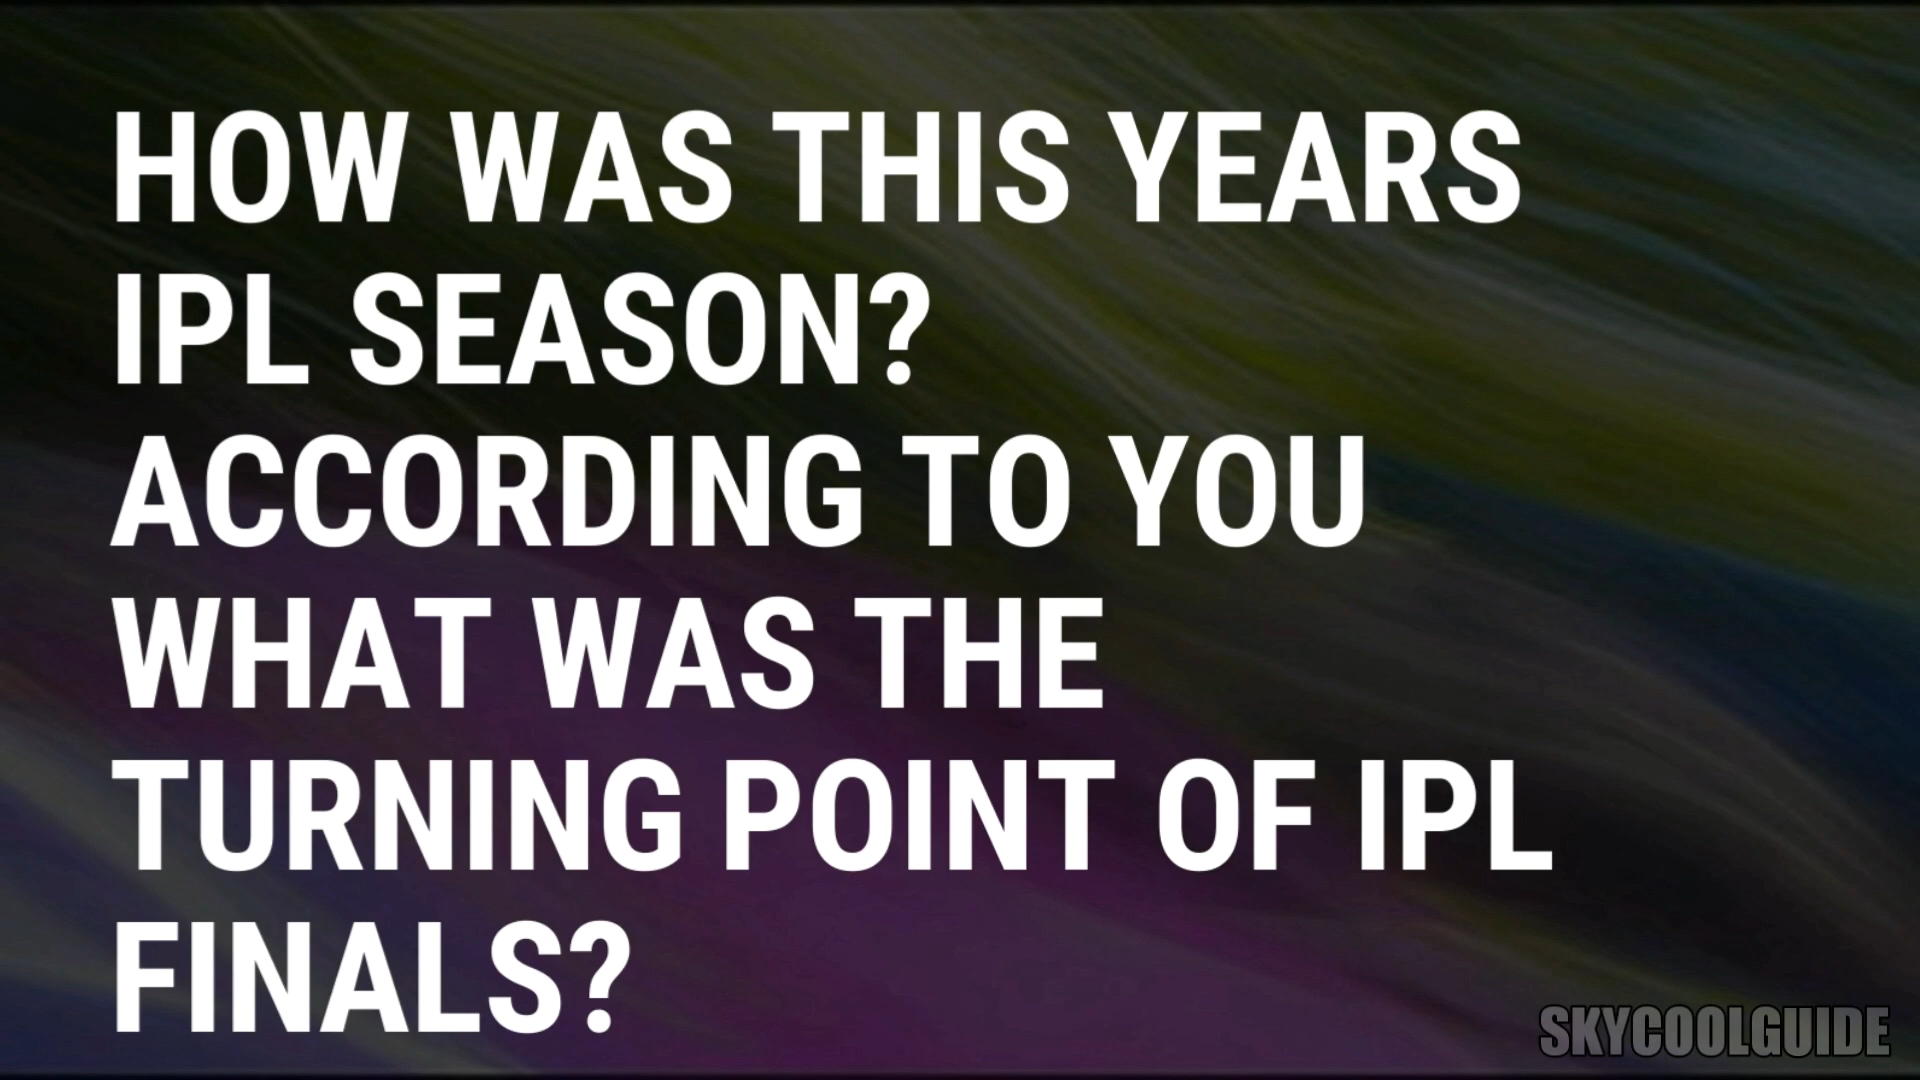 HOW WAS THIS YEARS
IPL SEASON?
ACCORDING TO YOU
WHAT WAS THE
TURNING POINT OF IPL
FINALS?
SKYCOOLGUIDE